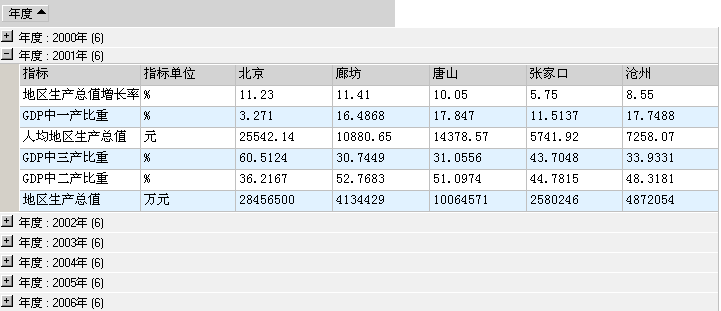 年度
年度 : 2000年 (6)
年度 : 2001年 (6)
指标 指标单位 北京 廊坊 唐山 张家口 沧州
地区生产总值增长率 % 11.23 11.41 10.05 5.75 8.55
GDP中一产比重 % 3.271 16.4868 17.847 11.5137 17.7488
人均地区生产总值 元 25542.14 10880.65 14378.57 5741.92 7258.07
GDP中三产比重 % 60.5124 30.7449 31.0556 43.7048 33.9331
GDP中二产比重 % 36.2167 52.7683 51.0974 44.7815 48.3181
地区生产总值 万元 28456500 4134429 10064571 2580246 4872054
年度 : 2002年 (6)
年度 : 2003年 (6)
年度 : 2004年 (6)
年度 : 2005年 (6)
年度 : 2006年 (6)